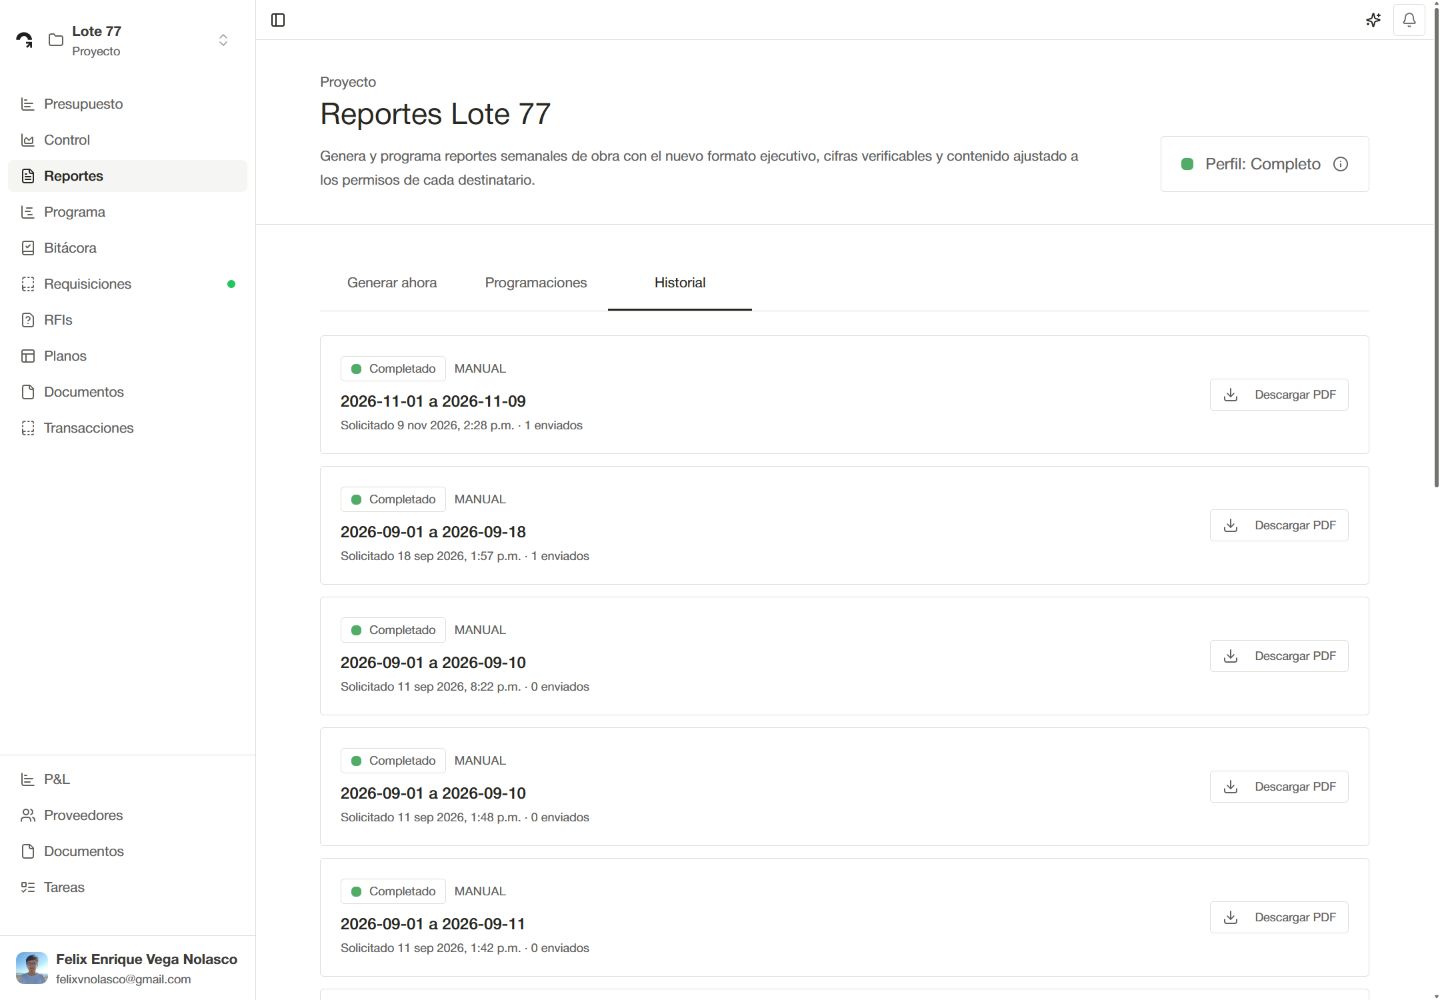 Lote 77
Proyecto
Presupuesto
Control
Reportes
Programa
Bitácora
Requisiciones
RFIs
Planos
Documentos
Transacciones
P&L
Proveedores
Documentos
Tareas
Felix Enrique Vega Nolasco
felixvnolasco@gmail.com
Proyecto
Reportes Lote 77
Genera y programa reportes semanales de obra con el nuevo formato ejecutivo, cifras verificables y contenido ajustado a
los permisos de cada destinatario.
Perfil: Completo
Generar ahora
Programaciones
Historial
Completado MANUAL
2026-11-01 a 2026-11-09
Solicitado 9 nov 2026, 2:28 p.m. · 1 enviados
Descargar PDF
Completado MANUAL
2026-09-01 a 2026-09-18
Solicitado 18 sep 2026, 1:57 p.m. · 1 enviados
Descargar PDF
Completado MANUAL
2026-09-01 a 2026-09-10
Solicitado 11 sep 2026, 8:22 p.m. · 0 enviados
Descargar PDF
Completado MANUAL
2026-09-01 a 2026-09-10
Solicitado 11 sep 2026, 1:48 p.m. · 0 enviados
Descargar PDF
Completado MANUAL
2026-09-01 a 2026-09-11
Solicitado 11 sep 2026, 1:42 p.m. · 0 enviados
Descargar PDF